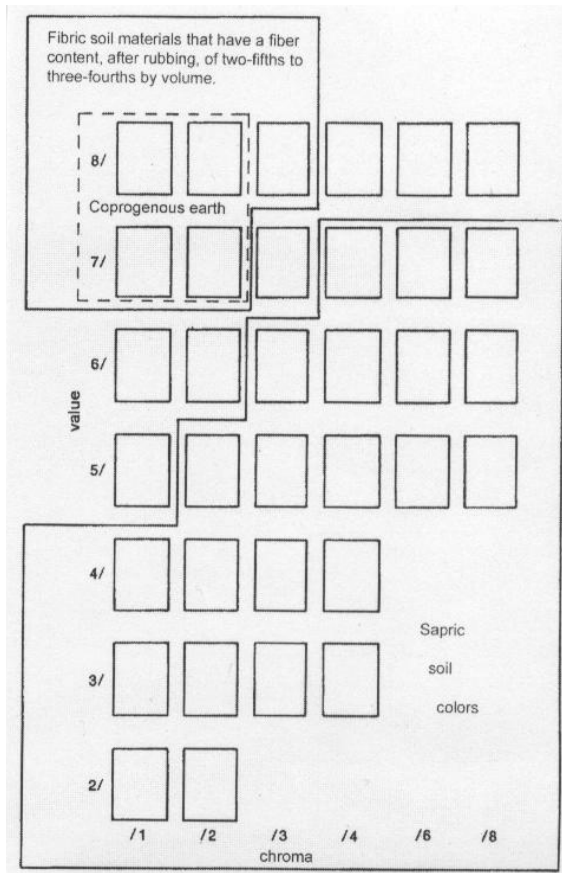 Fibric soil materials that have a fiber
content, after rubbing, of two-fifths to
three-fourths by volume.
8/
Coprogenous earth
7/
6/
value
5/
4/
Sapric
3/
soil
colors
2/
/1 /2 /3 /4 /6 /8
chroma